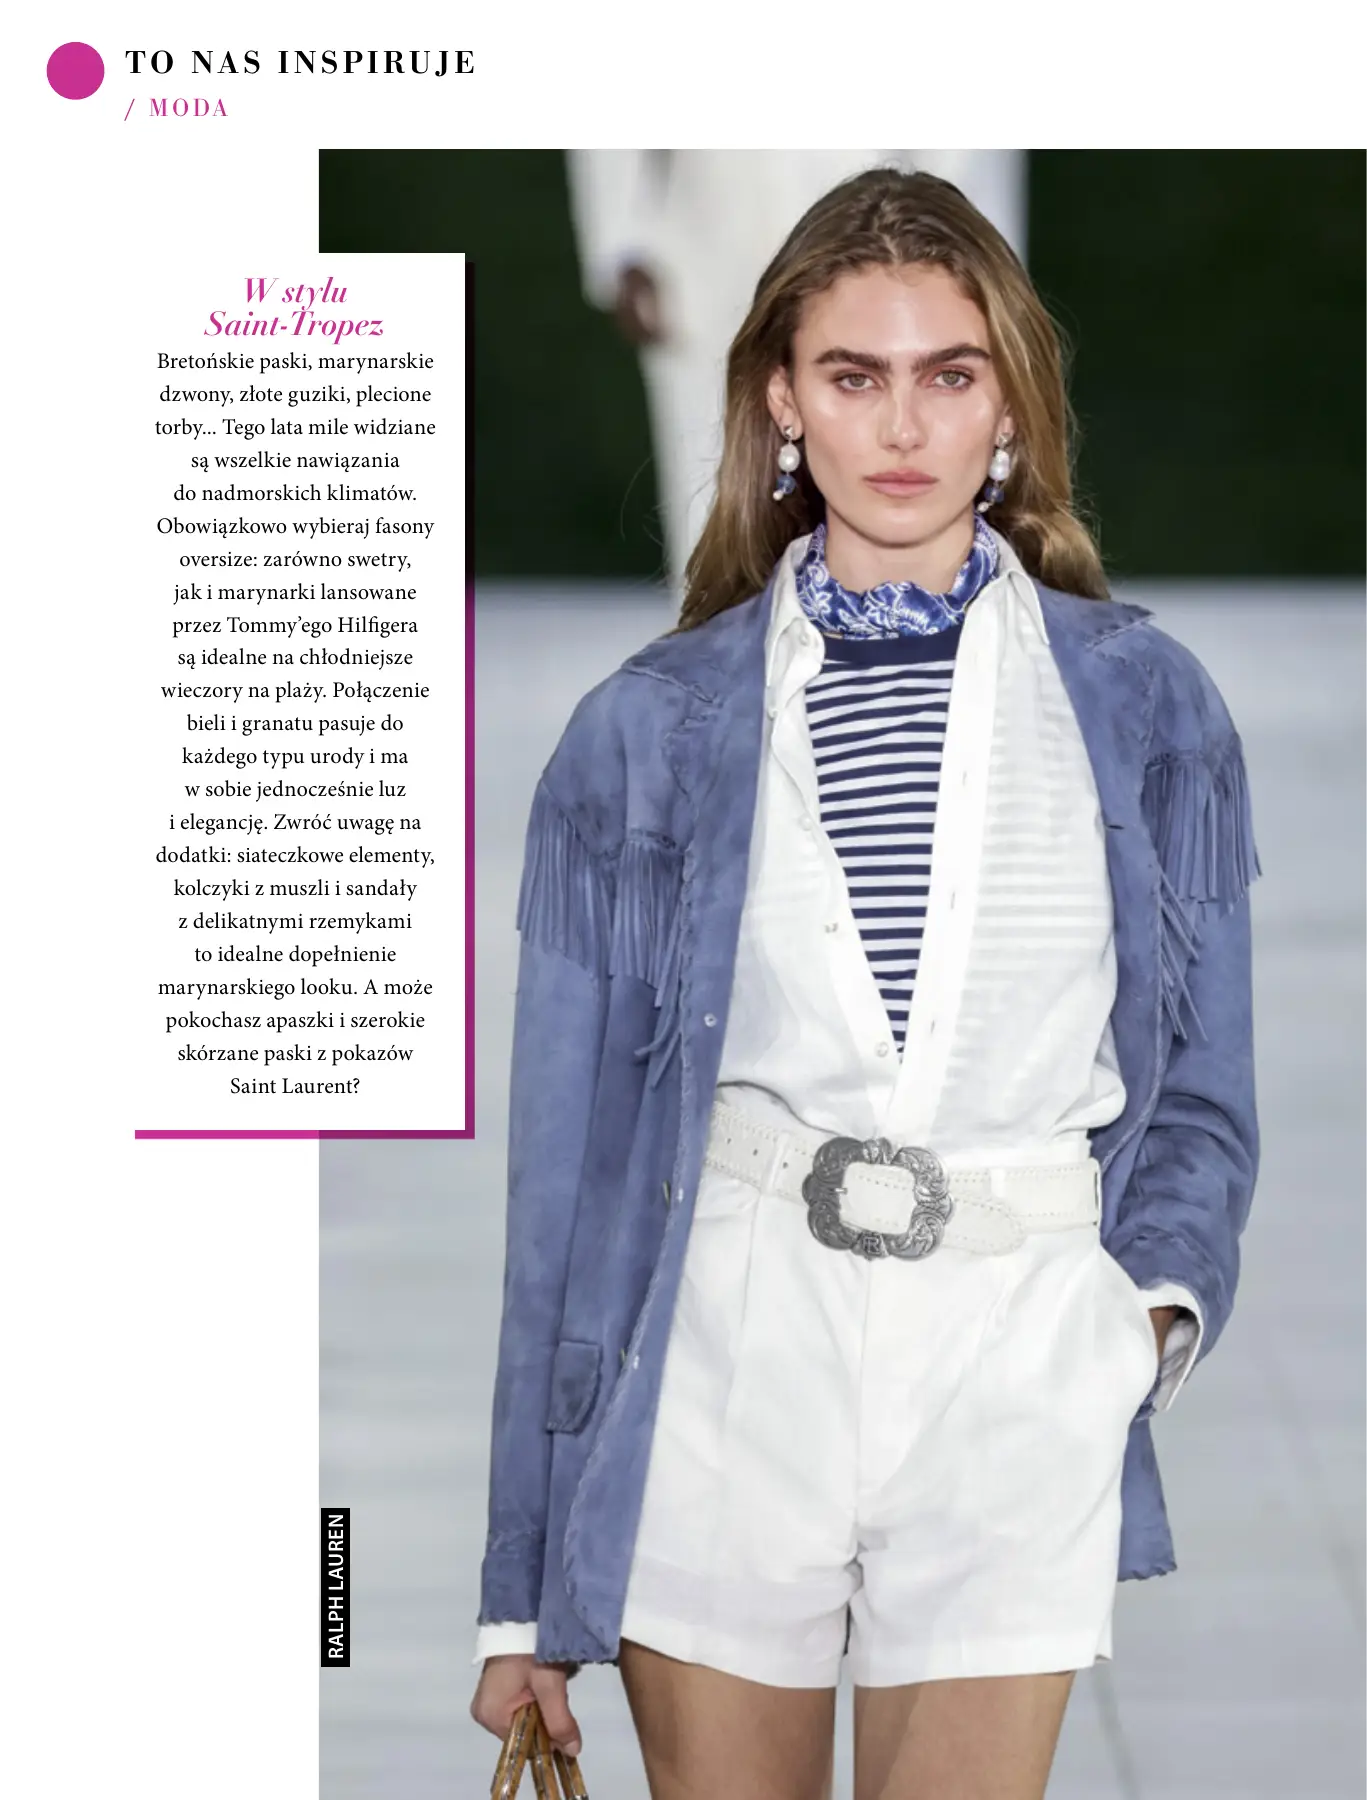 TO NAS INSPIRUJE
/ MODA
W stylu
Saint-Tropez
Bretońskie paski, marynarskie
dzwony, złote guziki, plecione
torby... Tego lata mile widziane
są wszelkie nawiązania
do nadmorskich klimatów.
Obowiązkowo wybieraj fasony
oversize: zarówno swetry,
jak i marynarki lansowane
przez Tommy’ego Hilfigera
są idealne na chłodniejsze
wieczory na plaży. Połączenie
bieli i granatu pasuje do
każdego typu urody i ma
w sobie jednocześnie luz
i elegancję. Zwróć uwagę na
dodatki: siateczkowe elementy,
kolczyki z muszli i sandały
z delikatnymi rzemykami
to idealne dopełnienie
marynarskiego looku. A może
pokochasz apaszki i szerokie
skórzane paski z pokazów
Saint Laurent?
RALPH LAUREN